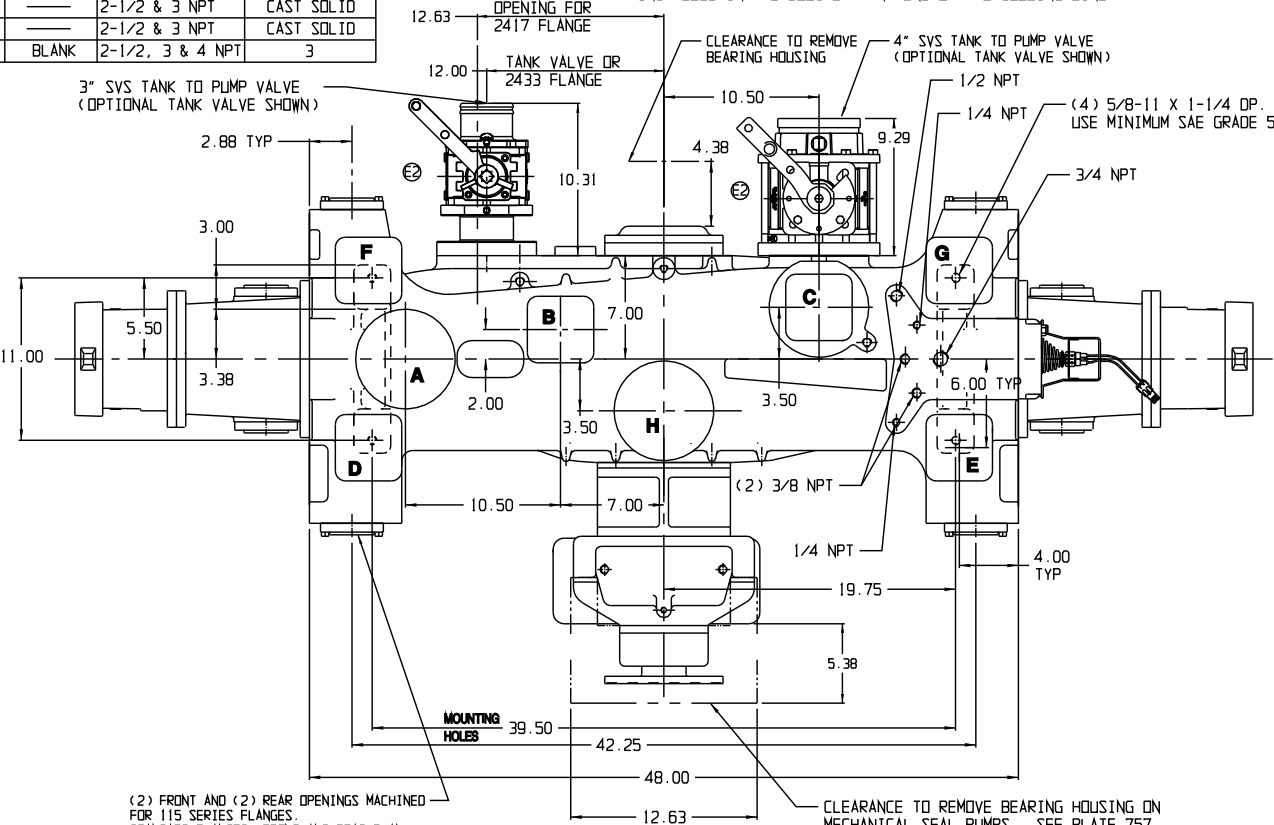 2-1/2 & 3 NPT CAST SOLID
2-1/2 & 3 NPT CAST SOLID
BLANK 2-1/2, 3 & 4 NPT 3
12.63
OPENING FOR
2417 FLANGE
12.00
TANK VALVE OR
2433 FLANGE
CLEARANCE TO REMOVE
BEARING HOUSING
4" SVS TANK TO PUMP VALVE
(OPTIONAL TANK VALVE SHOWN)
3" SVS TANK TO PUMP VALVE
(OPTIONAL TANK VALVE SHOWN)
1/2 NPT
1/4 NPT
(4) 5/8-11 X 1-1/4 DP.
USE MINIMUM SAE GRADE 5
10.50
2.88 TYP
4.38
9.29
E2
10.31
E2
3/4 NPT
3.00
F
G
5.50
B
7.00
C
11.00
3.38
A
2.00
3.50
H
3.50
6.00 TYP
D
E
(2) 3/8 NPT
10.50
7.00
1/4 NPT
4.00
TYP
19.75
5.38
MOUNTING
HOLES
39.50
42.25
48.00
12.63
(2) FRONT AND (2) REAR OPENINGS MACHINED
FOR 115 SERIES FLANGES.
CLEARANCE TO REMOVE BEARING HOUSING ON
MECHANICAL SEAL PUMPS. SEE PLATE 757